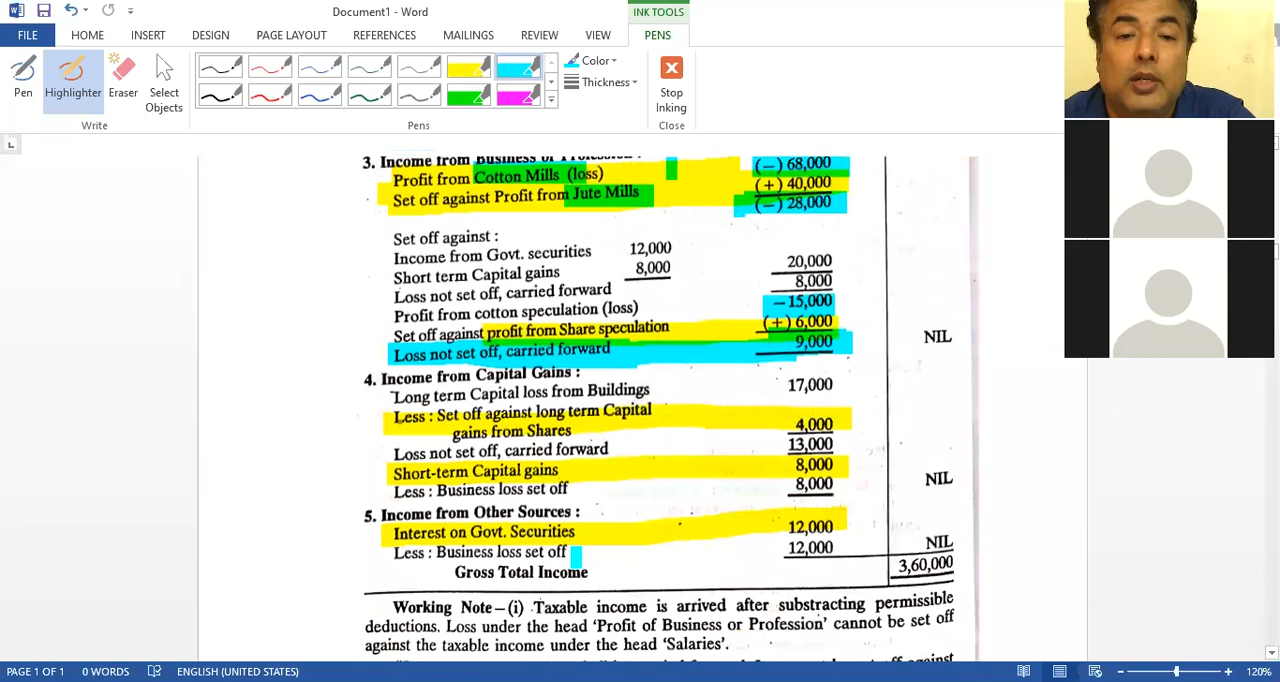 Document1 - Word
INK TOOLS
FILE HOME INSERT DESIGN PAGE LAYOUT REFERENCES MAILINGS REVIEW VIEW PENS
Pen Highlighter Eraser Select Objects
Color
Thickness
Stop Inking
Write Pens Close
3. Income from Business or Profession :
Profit from Cotton Mills (loss) (−) 68,000
Set off against Profit from Jute Mills (+) 40,000
(−) 28,000
Set off against :
Income from Govt. securities 12,000
Short term Capital gains 8,000 20,000
Loss not set off, carried forward 8,000
Profit from cotton speculation (loss) −15,000
Set off against profit from Share speculation (+) 6,000
Loss not set off, carried forward 9,000 NIL
4. Income from Capital Gains :
Long term Capital loss from Buildings 17,000
Less : Set off against long term Capital
gains from Shares 4,000
Loss not set off, carried forward 13,000
Short-term Capital gains 8,000
Less : Business loss set off 8,000 NIL
5. Income from Other Sources :
Interest on Govt. Securities 12,000
Less : Business loss set off 12,000 NIL
Gross Total Income 3,60,000
Working Note–(i) Taxable income is arrived after substracting permissible
deductions. Loss under the head 'Profit of Business or Profession' cannot be set off
against the taxable income under the head 'Salaries'.
PAGE 1 OF 1 0 WORDS ENGLISH (UNITED STATES) 120%